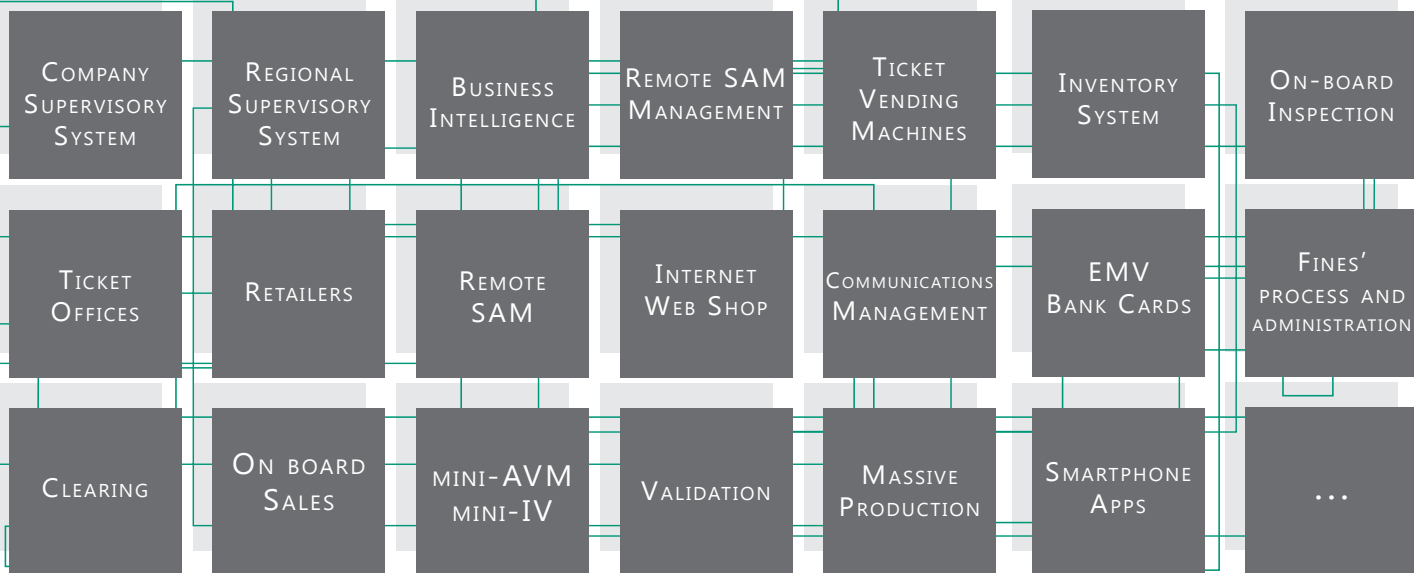 Company
Supervisory
System
Regional
Supervisory
System
Business
Intelligence
Remote SAM
Management
Ticket
Vending
Machines
Inventory
System
On-board
Inspection
Ticket
Offices
Retailers
Remote
SAM
Internet
Web Shop
Communications
Management
EMV
Bank Cards
Fines’
process and
administration
Clearing
On board
Sales
mini-AVM
mini-IV
Validation
Massive
Production
Smartphone
Apps
...